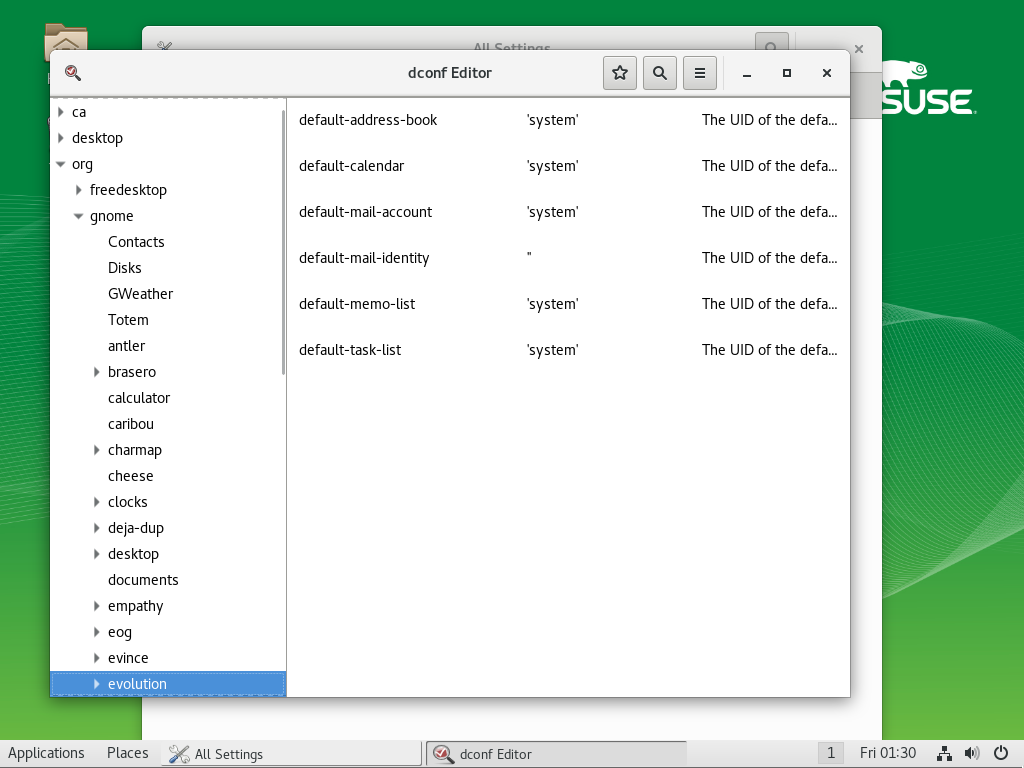 All Settings
SUSE
dconf Editor
ca
desktop
org
freedesktop
gnome
Contacts
Disks
GWeather
Totem
antler
brasero
calculator
caribou
charmap
cheese
clocks
deja-dup
desktop
documents
empathy
eog
evince
evolution
default-address-book 'system' The UID of the defa...
default-calendar 'system' The UID of the defa...
default-mail-account 'system' The UID of the defa...
default-mail-identity '' The UID of the defa...
default-memo-list 'system' The UID of the defa...
default-task-list 'system' The UID of the defa...
Applications Places All Settings dconf Editor 1 Fri 01:30